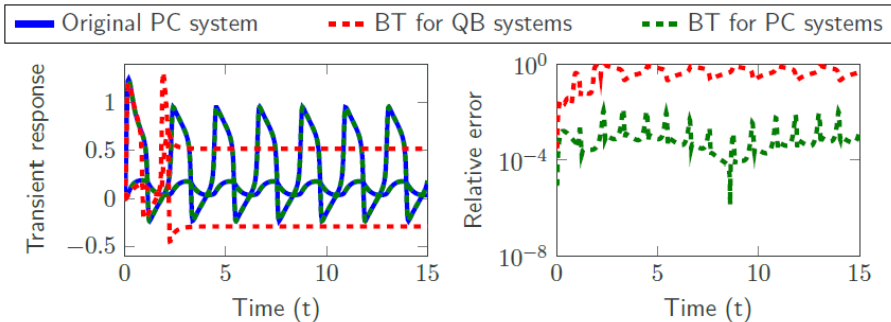 Original PC system BT for QB systems BT for PC systems
Transient response
1
0.5
0
−0.5
0 5 10 15
Time (t)
Relative error
10^0
10^−4
10^−8
0 5 10 15
Time (t)